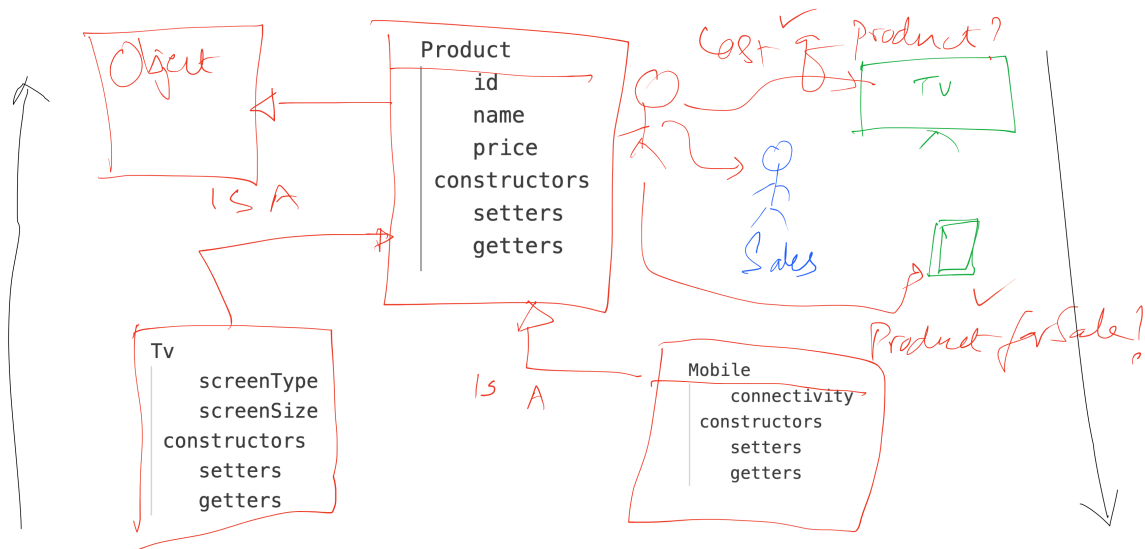 Object
IS A
Product
id
name
price
constructors
setters
getters
Cost of Product?
Tv
Sales
Product for Sale?
Tv
screenType
screenSize
constructors
setters
getters
Is A
Mobile
connectivity
constructors
setters
getters